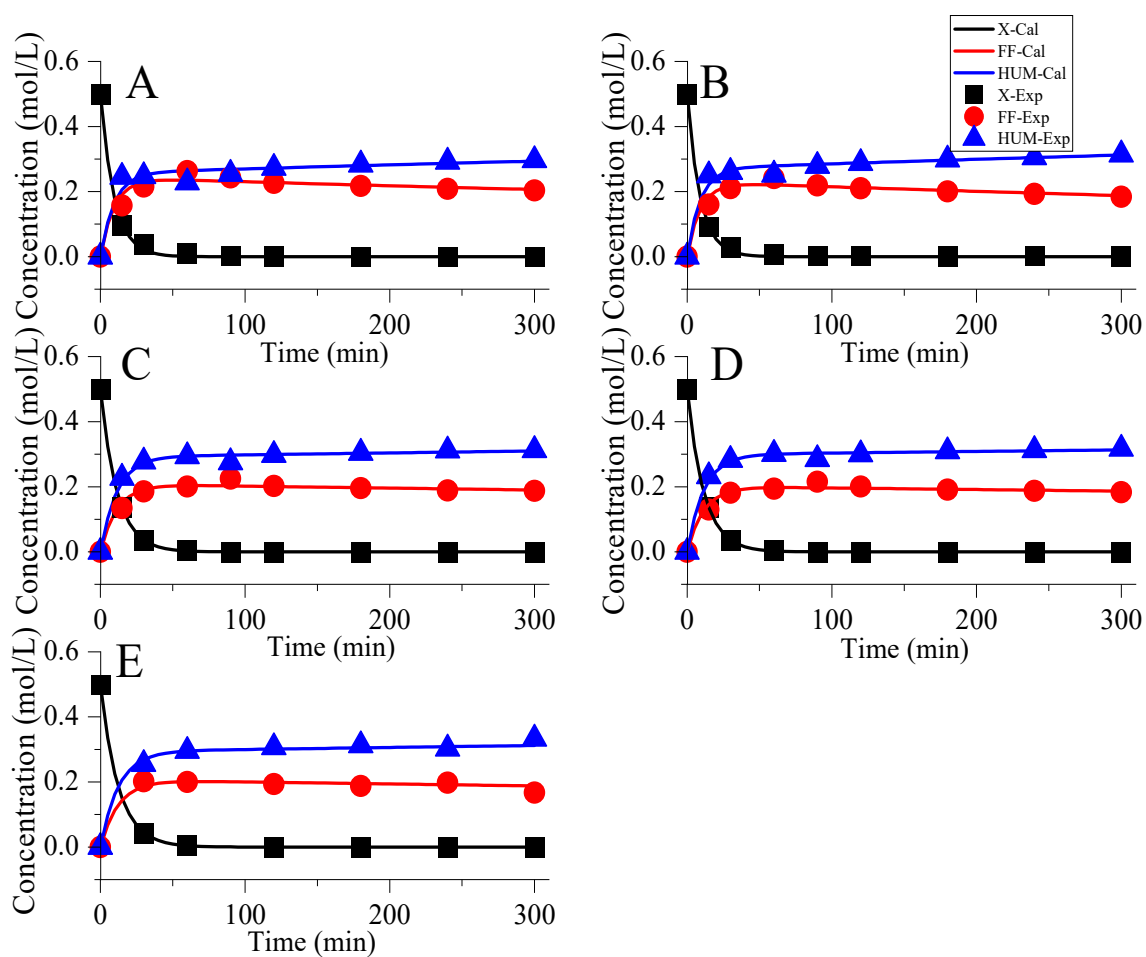 X-Cal
FF-Cal
HUM-Cal
X-Exp
FF-Exp
HUM-Exp
A
Concentration (mol/L)
0.6
0.4
0.2
0.0
0 100 200 300
Time (min)
B
Concentration (mol/L)
0.6
0.4
0.2
0.0
0 100 200 300
Time (min)
C
Concentration (mol/L)
0.6
0.4
0.2
0.0
0 100 200 300
Time (min)
D
Concentration (mol/L)
0.6
0.4
0.2
0.0
0 100 200 300
Time (min)
E
Concentration (mol/L)
0.6
0.4
0.2
0.0
0 100 200 300
Time (min)